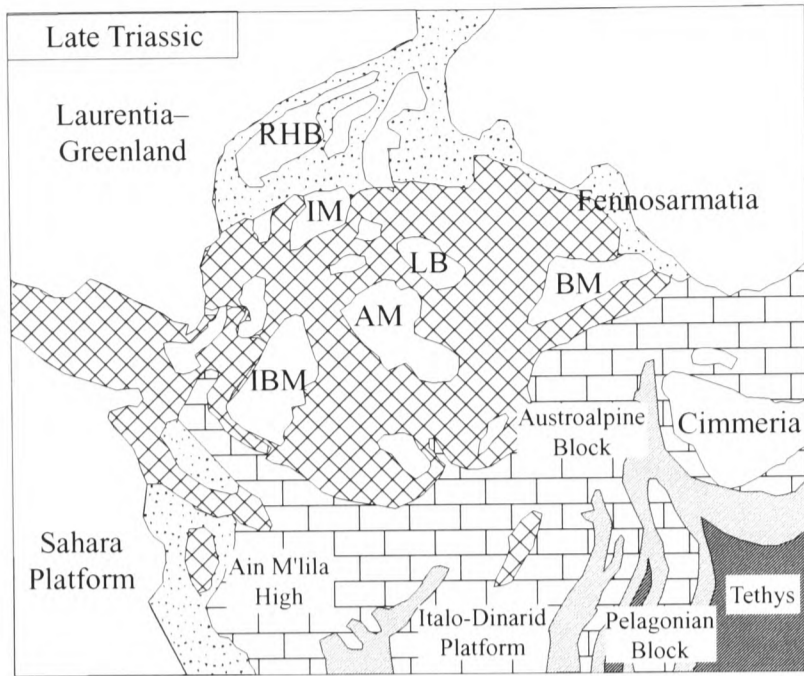 Late Triassic
Laurentia–
Greenland
RHB
IM
Fennosarmatia
LB
BM
AM
IBM
Austroalpine
Block
Cimmeria
Sahara
Platform
Ain M'lila
High
Italo-Dinarid
Platform
Pelagonian
Block
Tethys